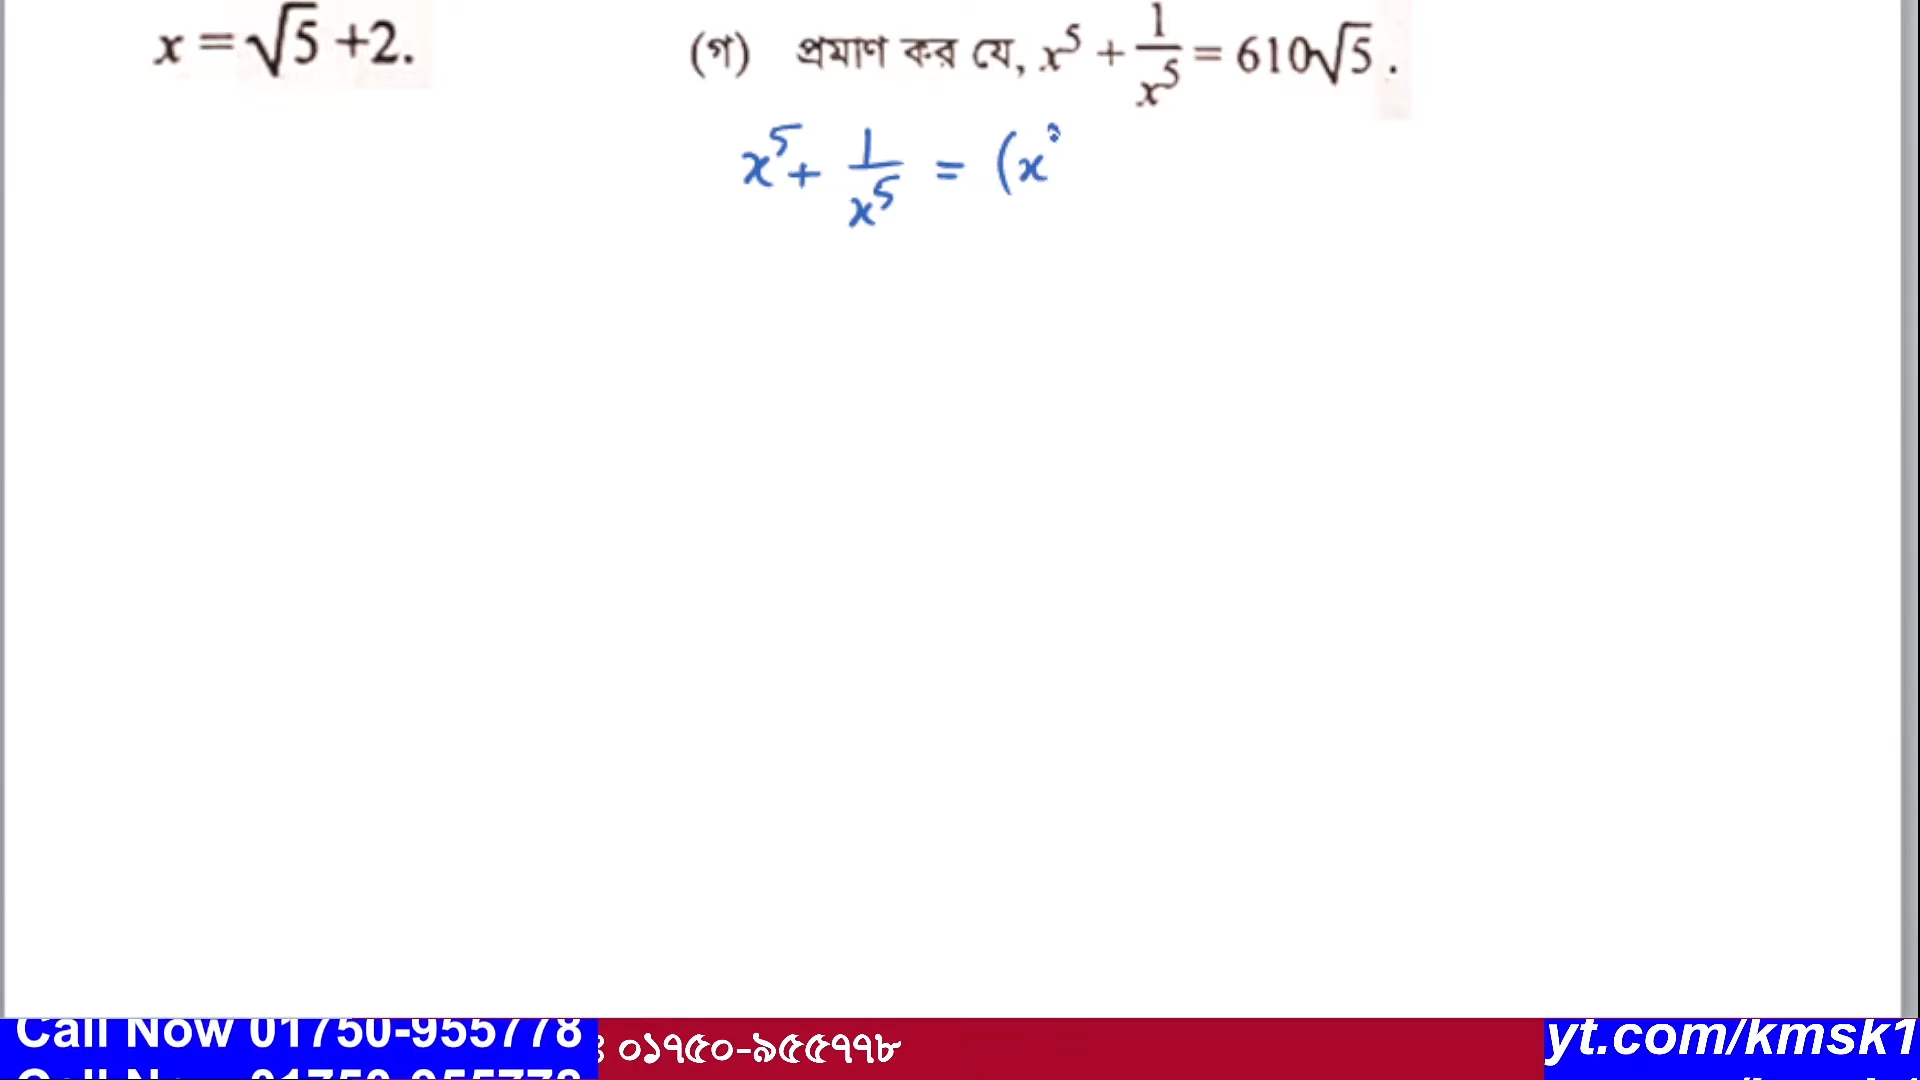 x = √5 +2.
(গ) প্রমাণ কর যে, x⁵ + 1/x⁵ = 610√5 .
x⁵ + 1/x⁵ = (x
Call Now 01750-955778
০১৭৫০-৯৫৫৭৭৮
yt.com/kmsk1